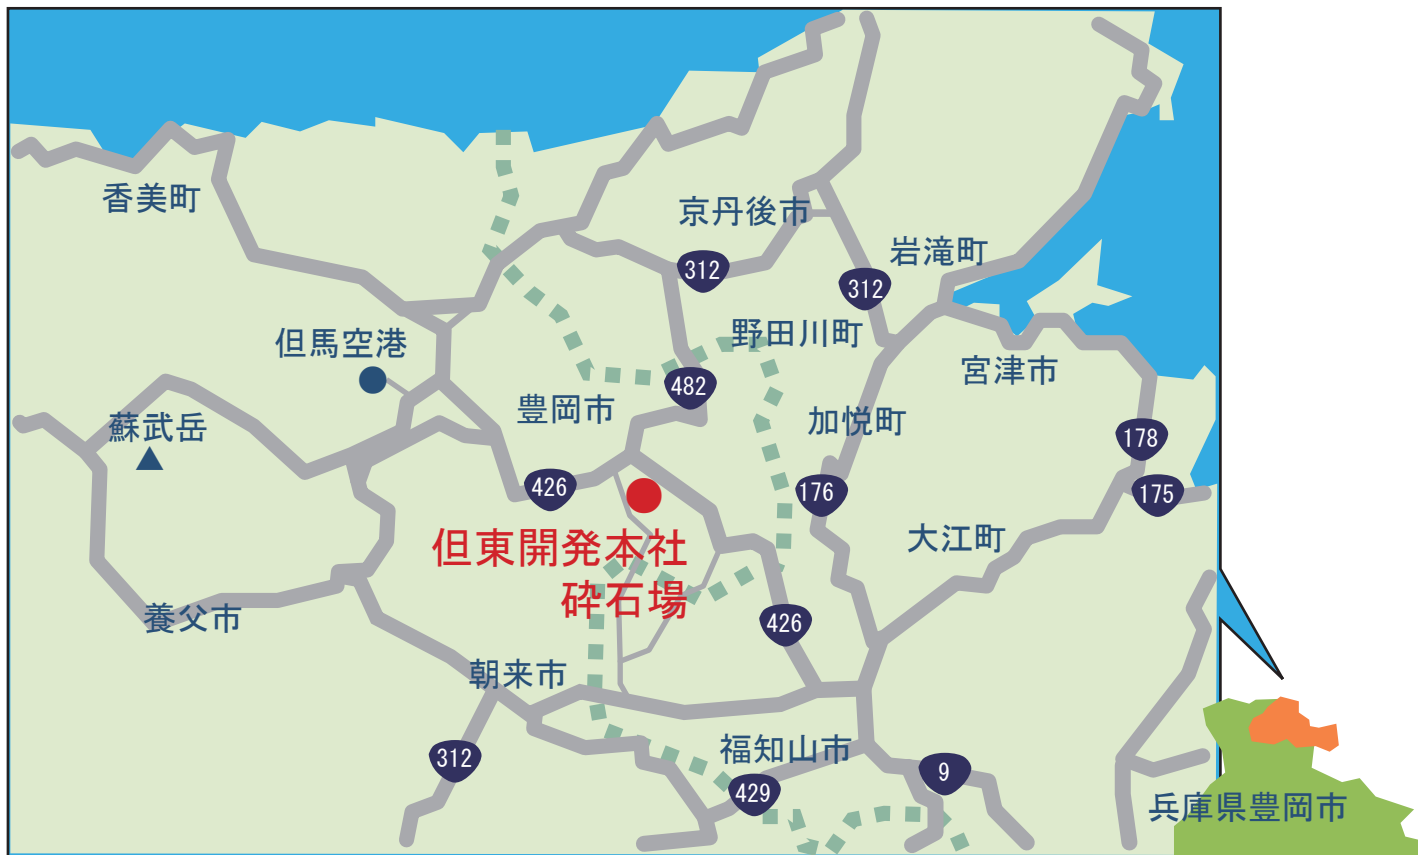 香美町
京丹後市
岩滝町
312
312
但馬空港
野田川町
宮津市
482
豊岡市
蘇武岳
加悦町
178
426
176
175
但東開発本社
砕石場
大江町
養父市
426
朝来市
福知山市
312
9
429
兵庫県豊岡市